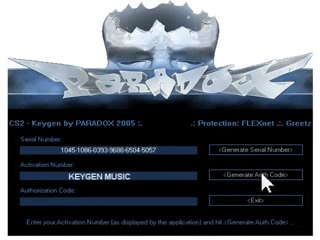 PARADOX
CS2 - Keygen by PARADOX 2005 :. .: Protection: FLEXnet .:. Greetz
Serial Number:
1045-1086-0393-9688-6504-5057
<Generate Serial Number>
Activation Number:
KEYGEN MUSIC
<Generate Auth Code>
Authorization Code:
<Exit>
Enter your Activation Number (as displayed by the application) and hit <Generate Auth Code> ...